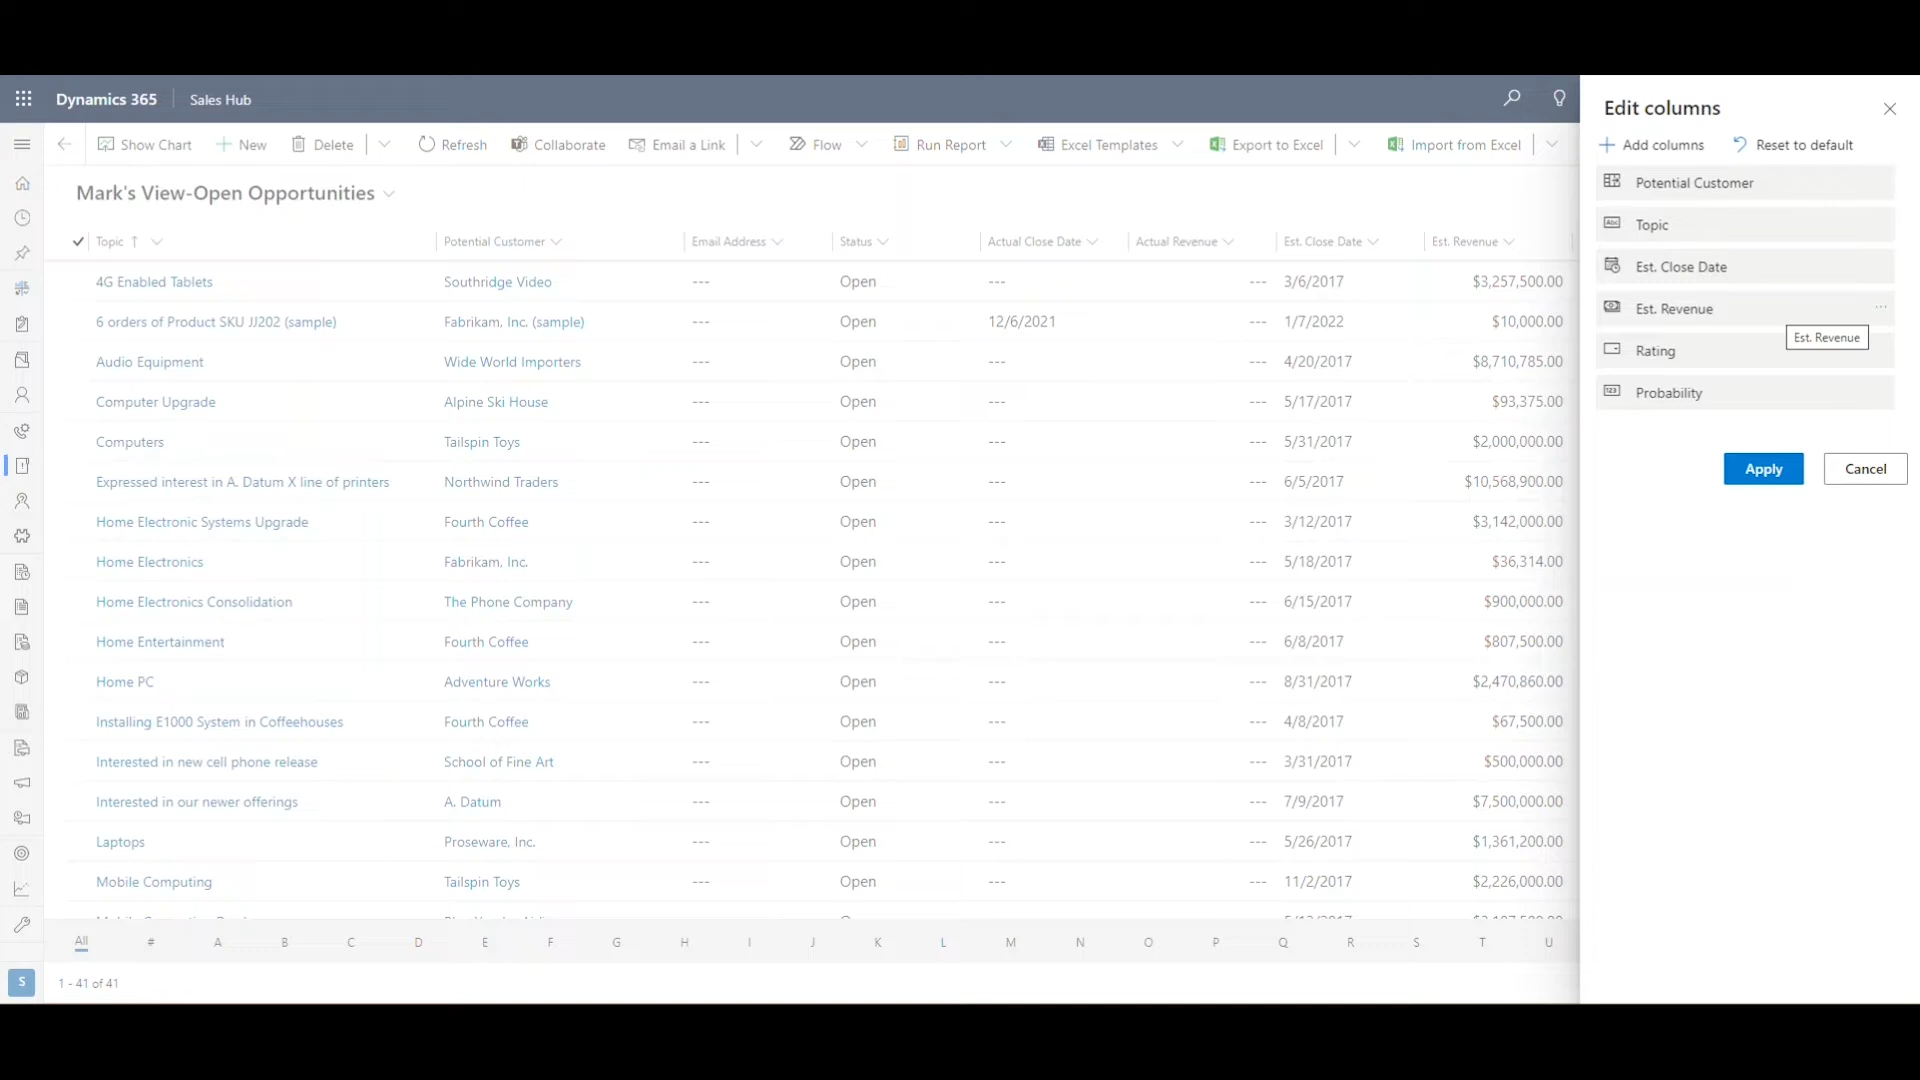 Dynamics 365 Sales Hub
Show Chart New Delete Refresh Collaborate Email a Link Flow Run Report Excel Templates Export to Excel Import from Excel
Mark's View-Open Opportunities
Topic ↑ Potential Customer Email Address Status Actual Close Date Actual Revenue Est. Close Date Est. Revenue
4G Enabled Tablets Southridge Video --- Open --- --- 3/6/2017 $3,257,500.00
6 orders of Product SKU JJ202 (sample) Fabrikam, Inc. (sample) --- Open 12/6/2021 --- 1/7/2022 $10,000.00
Audio Equipment Wide World Importers --- Open --- --- 4/20/2017 $8,710,785.00
Computer Upgrade Alpine Ski House --- Open --- --- 5/17/2017 $93,375.00
Computers Tailspin Toys --- Open --- --- 5/31/2017 $2,000,000.00
Expressed interest in A. Datum X line of printers Northwind Traders --- Open --- --- 6/5/2017 $10,568,900.00
Home Electronic Systems Upgrade Fourth Coffee --- Open --- --- 3/12/2017 $3,142,000.00
Home Electronics Fabrikam, Inc. --- Open --- --- 5/18/2017 $36,314.00
Home Electronics Consolidation The Phone Company --- Open --- --- 6/15/2017 $900,000.00
Home Entertainment Fourth Coffee --- Open --- --- 6/8/2017 $807,500.00
Home PC Adventure Works --- Open --- --- 8/31/2017 $2,470,860.00
Installing E1000 System in Coffeehouses Fourth Coffee --- Open --- --- 4/8/2017 $67,500.00
Interested in new cell phone release School of Fine Art --- Open --- --- 3/31/2017 $500,000.00
Interested in our newer offerings A. Datum --- Open --- --- 7/9/2017 $7,500,000.00
Laptops Proseware, Inc. --- Open --- --- 5/26/2017 $1,361,200.00
Mobile Computing Tailspin Toys --- Open --- --- 11/2/2017 $2,226,000.00
All # A B C D E F G H I J K L M N O P Q R S T U
S
1 - 41 of 41
Edit columns
Add columns Reset to default
Potential Customer
Abc Topic
Est. Close Date
Est. Revenue ...
Est. Revenue
Rating
123 Probability
Apply Cancel